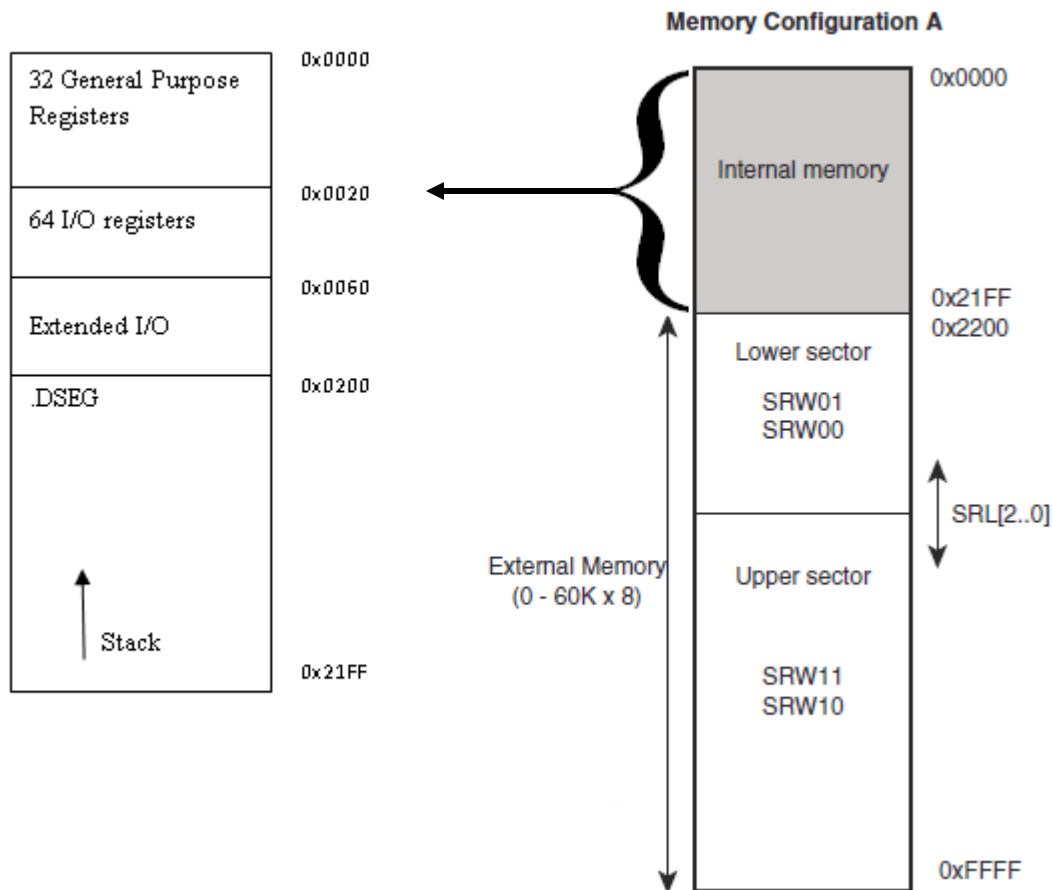 Memory Configuration A
32 General Purpose
Registers
64 I/O registers
Extended I/O
.DSEG
Stack
0x0000
0x0020
0x0060
0x0200
0x21FF
Internal memory
Lower sector
SRW01
SRW00
External Memory
(0 - 60K x 8)
Upper sector
SRW11
SRW10
0x0000
0x21FF
0x2200
SRL[2..0]
0xFFFF